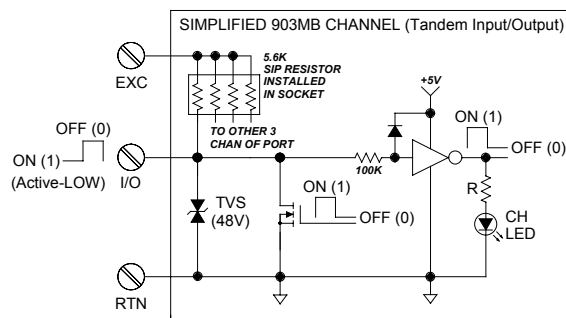 SIMPLIFIED 903MB CHANNEL (Tandem Input/Output)
EXC
5.6K
SIP RESISTOR
INSTALLED
IN SOCKET
TO OTHER 3
CHAN OF PORT
+5V
ON (1)
OFF (0)
OFF (0)
ON (1)
(Active-LOW)
I/O
100K
TVS
(48V)
ON (1)
OFF (0)
R
CH
LED
RTN